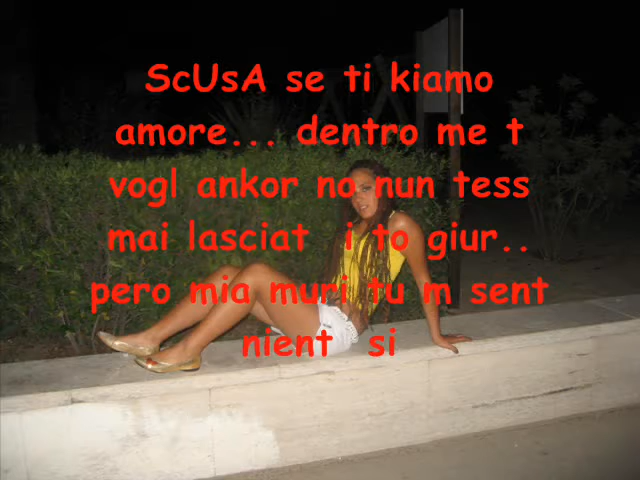 ScUsA se ti kiamo
amore... dentro me t
vogl ankor no nun tess
mai lasciat i to giur..
pero mia muri tu m sent
nient si